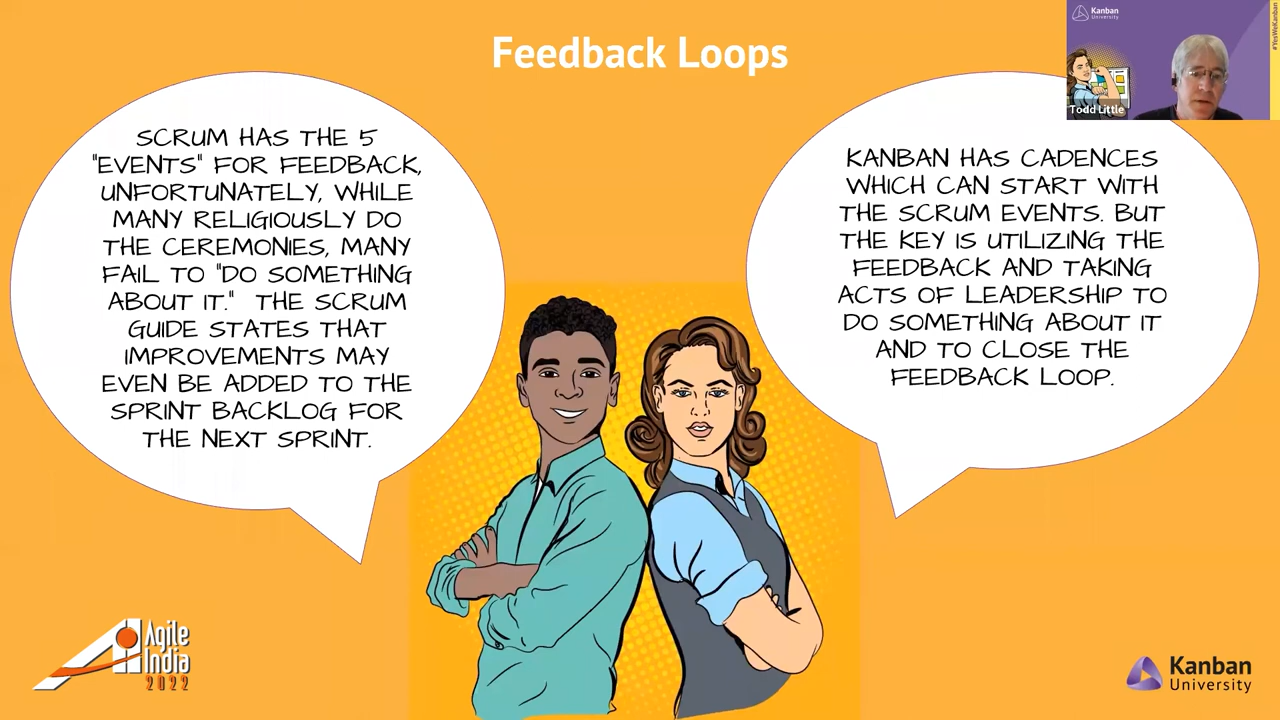 Feedback Loops
SCRUM HAS THE 5
"EVENTS" FOR FEEDBACK,
UNFORTUNATELY, WHILE
MANY RELIGIOUSLY DO
THE CEREMONIES, MANY
FAIL TO "DO SOMETHING
ABOUT IT."  THE SCRUM
GUIDE STATES THAT
IMPROVEMENTS MAY
EVEN BE ADDED TO THE
SPRINT BACKLOG FOR
THE NEXT SPRINT.
KANBAN HAS CADENCES
WHICH CAN START WITH
THE SCRUM EVENTS. BUT
THE KEY IS UTILIZING THE
FEEDBACK AND TAKING
ACTS OF LEADERSHIP TO
DO SOMETHING ABOUT IT
AND TO CLOSE THE
FEEDBACK LOOP.
Kanban
University
#YesWeKanban
Todd Little
Agile
India
2022
Kanban
University